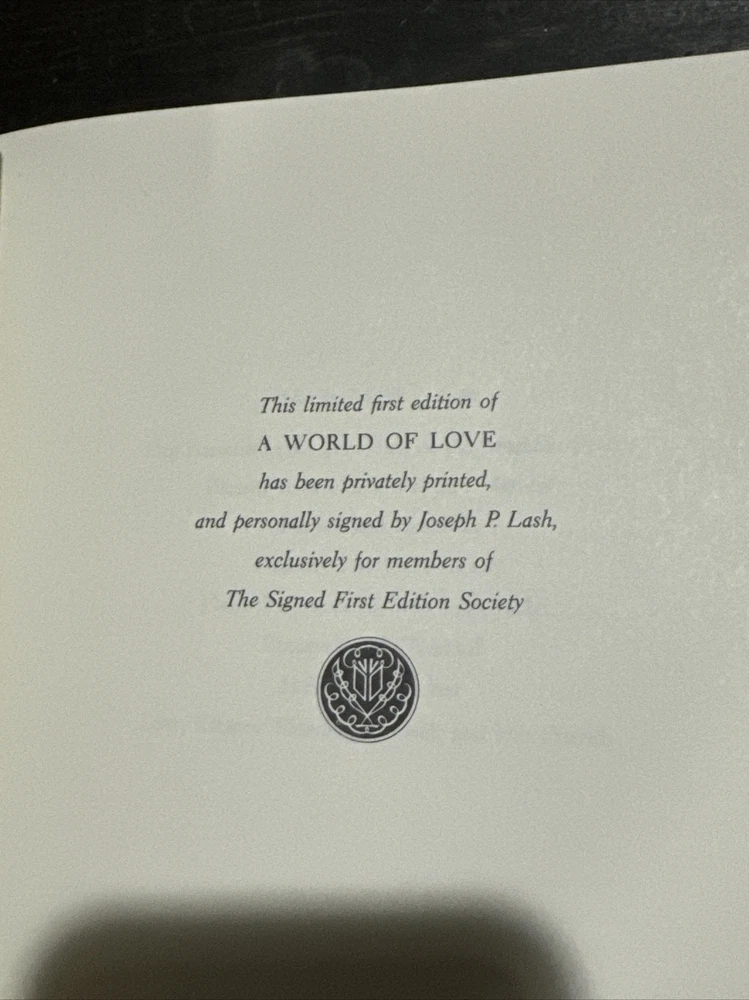 This limited first edition of
A WORLD OF LOVE
has been privately printed,
and personally signed by Joseph P. Lash,
exclusively for members of
The Signed First Edition Society